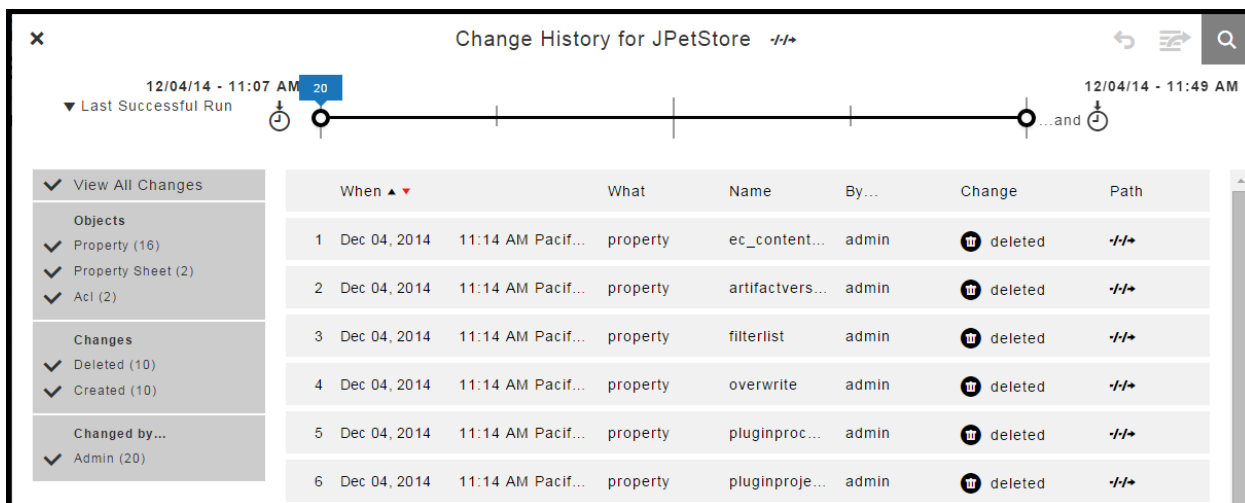 Change History for JPetStore
12/04/14 - 11:07 AM
20
12/04/14 - 11:49 AM
Last Successful Run
...and
View All Changes
Objects
Property (16)
Property Sheet (2)
Acl (2)
Changes
Deleted (10)
Created (10)
Changed by...
Admin (20)
When What Name By... Change Path
1 Dec 04, 2014 11:14 AM Pacif... property ec_content... admin deleted
2 Dec 04, 2014 11:14 AM Pacif... property artifactvers... admin deleted
3 Dec 04, 2014 11:14 AM Pacif... property filterlist admin deleted
4 Dec 04, 2014 11:14 AM Pacif... property overwrite admin deleted
5 Dec 04, 2014 11:14 AM Pacif... property pluginproc... admin deleted
6 Dec 04, 2014 11:14 AM Pacif... property pluginproje... admin deleted